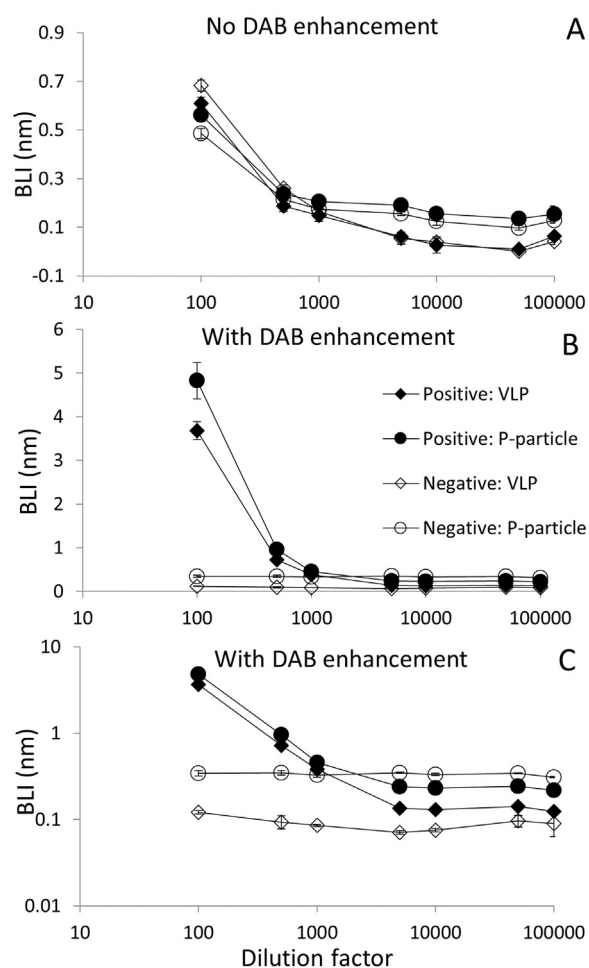 No DAB enhancement
A
BLI (nm)
0.9
0.7
0.5
0.3
0.1
-0.1
10
100
1000
10000
100000
With DAB enhancement
B
BLI (nm)
6
5
4
3
2
1
0
10
100
1000
10000
100000
Positive: VLP
Positive: P-particle
Negative: VLP
Negative: P-particle
With DAB enhancement
C
BLI (nm)
10
1
0.1
0.01
10
100
1000
10000
100000
Dilution factor